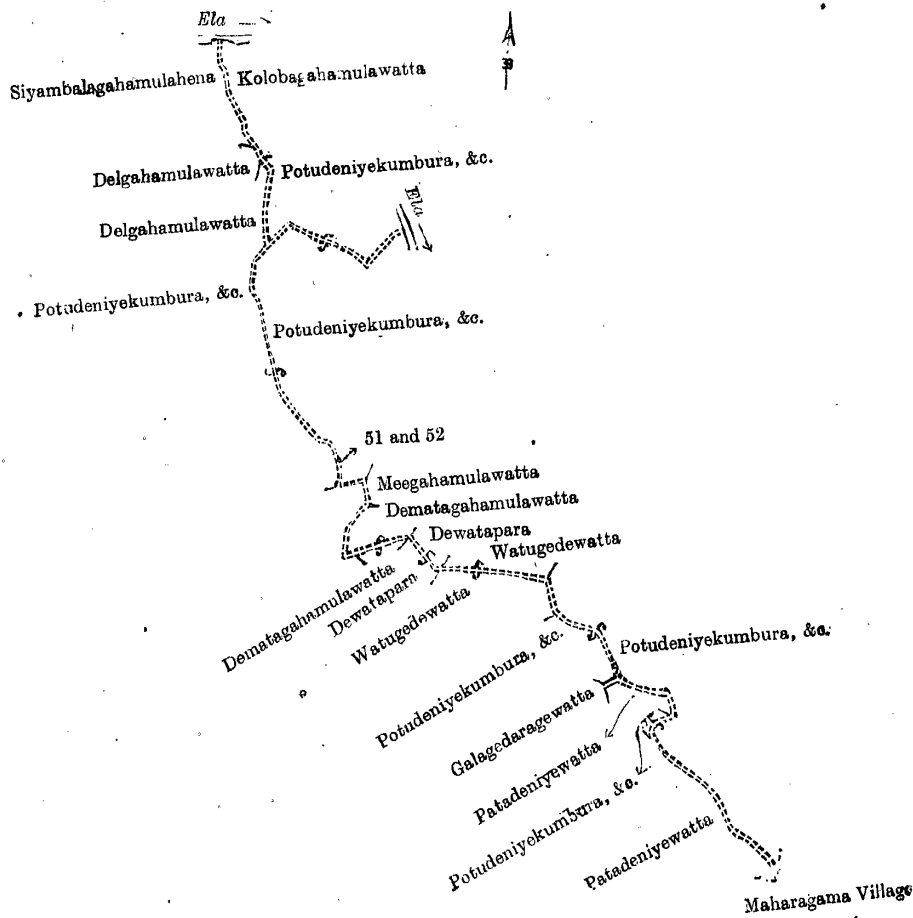 Ela
Siyambalagahamulahena
Kolobagahamulawatta
Delgahamulawatta
Potudeniyekumbura, &c.
Delgahamulawatta
Ela
Potudeniyekumbura, &c.
Potudeniyekumbura, &c.
51 and 52
Meegahamulawatta
Dematagahamulawatta
Dewatapara
Watugedewatta
Dematagahamulawatta
Dewatapara
Watugedewatta
Potudeniyekumbura, &c.
Potudeniyekumbura, &c.
Galagedaragewatta
Patadeniyewatta
Potudeniyekumbura, &c.
Patadeniyewatta
Maharagama Village